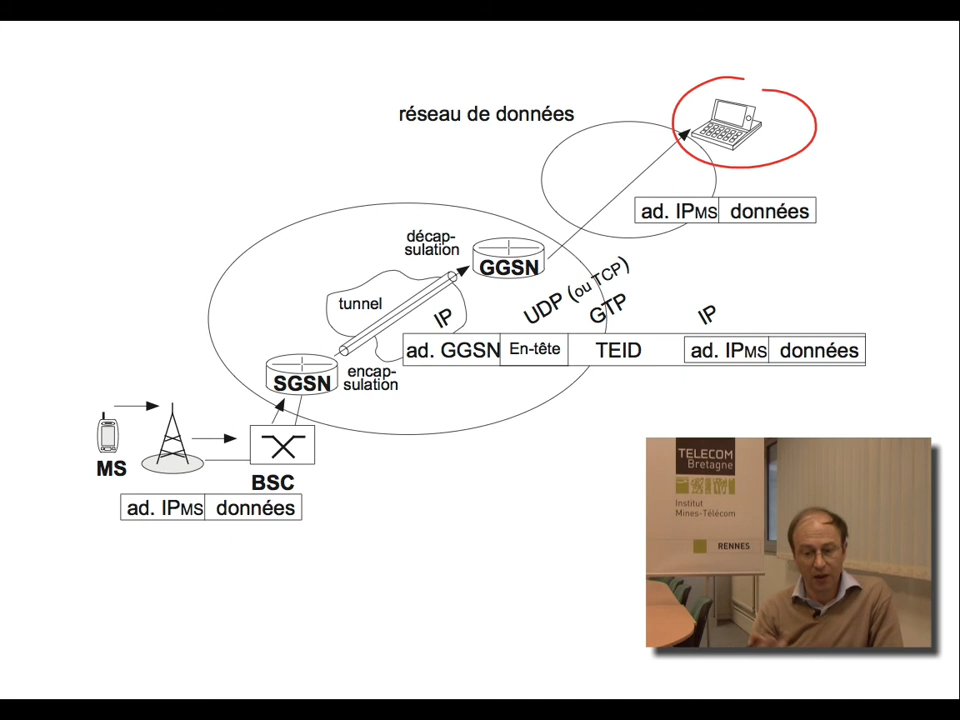 réseau de données
ad. IPMS données
décap-
sulation
GGSN
tunnel
IP
UDP (ou TCP)
GTP
IP
ad. GGSN En-tête TEID ad. IPMS données
SGSN
encap-
sulation
MS
BSC
ad. IPMS données
TELECOM
Bretagne
Institut
Mines-Télécom
RENNES